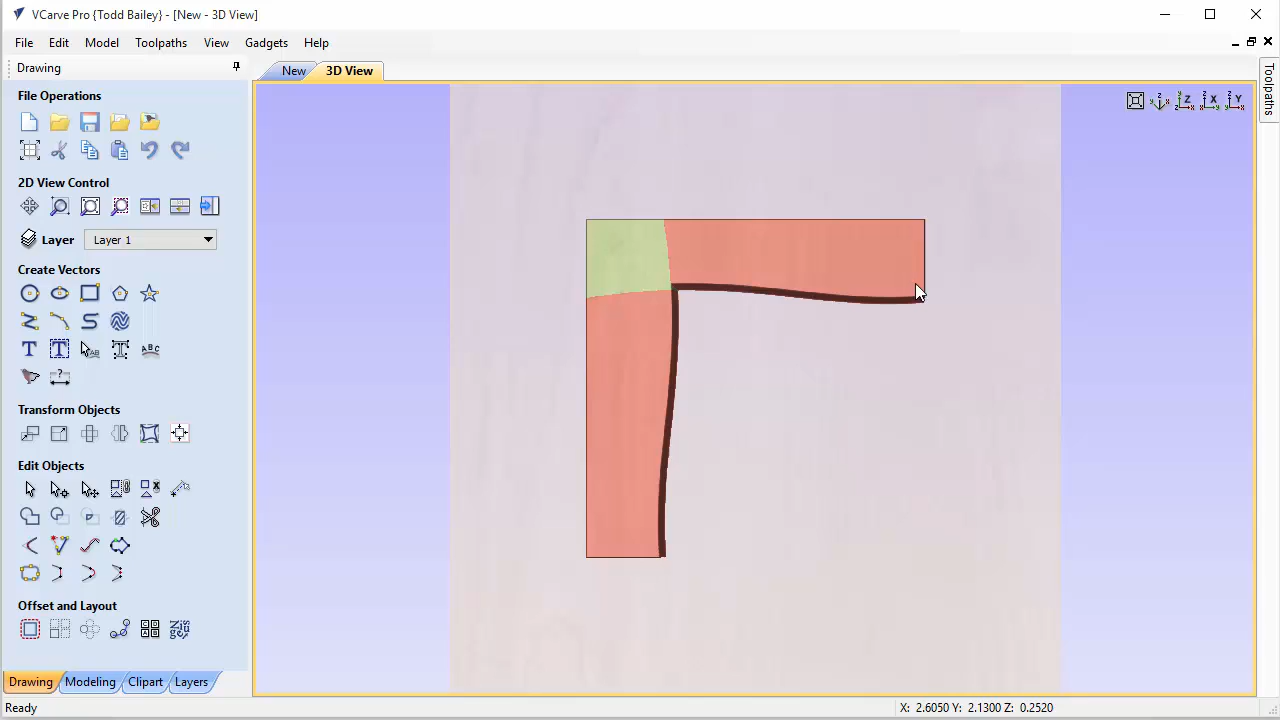 VCarve Pro {Todd Bailey} - [New - 3D View]
File Edit Model Toolpaths View Gadgets Help
Drawing
New 3D View
File Operations
2D View Control
Layer Layer 1
Create Vectors
Transform Objects
Edit Objects
Offset and Layout
Drawing Modeling Clipart Layers
Ready
X: 2.6050 Y: 2.1300 Z: 0.2520
Toolpaths